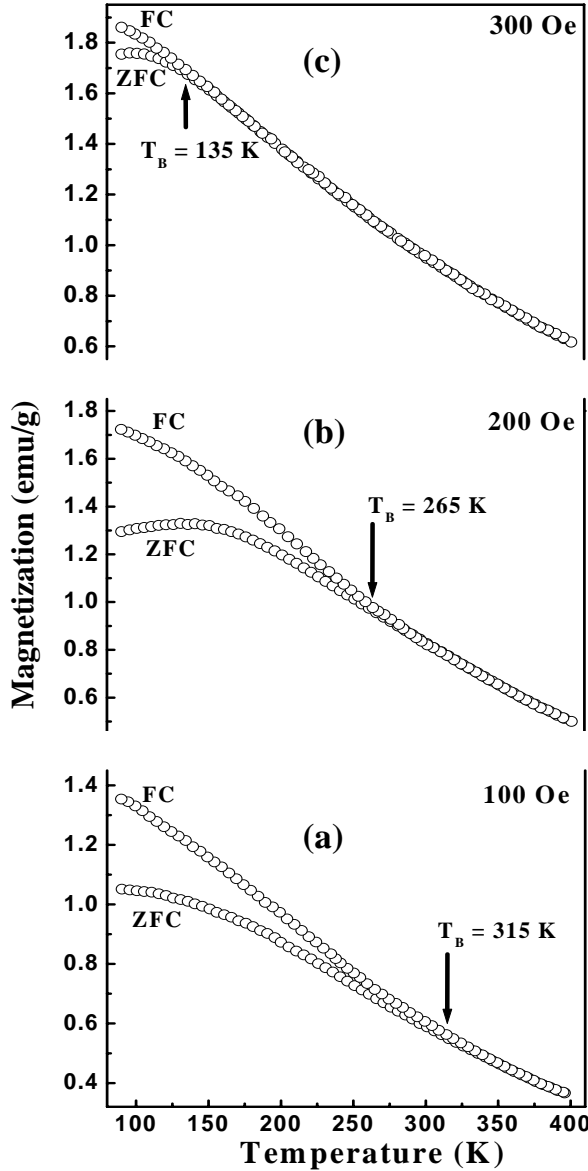 FC
300 Oe
1.8
(c)
ZFC
1.6
T_B = 135 K
1.4
1.2
1.0
0.8
0.6
1.8
FC
(b)
200 Oe
1.6
T_B = 265 K
1.4
ZFC
1.2
1.0
0.8
0.6
1.4
FC
100 Oe
(a)
1.2
1.0
ZFC
T_B = 315 K
0.8
0.6
0.4
100 150 200 250 300 350 400
Temperature (K)
Magnetization (emu/g)